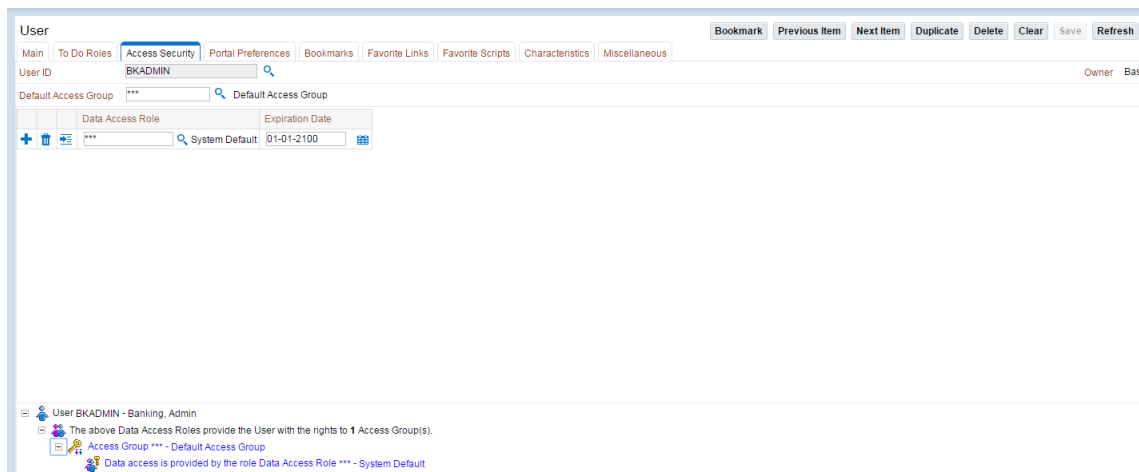 User
Bookmark Previous Item Next Item Duplicate Delete Clear Save Refresh
Main To Do Roles Access Security Portal Preferences Bookmarks Favorite Links Favorite Scripts Characteristics Miscellaneous
User ID BKADMIN Owner Bas
Default Access Group *** Default Access Group
Data Access Role Expiration Date
*** System Default 01-01-2100
User BKADMIN - Banking, Admin
The above Data Access Roles provide the User with the rights to 1 Access Group(s).
Access Group *** - Default Access Group
Data access is provided by the role Data Access Role *** - System Default